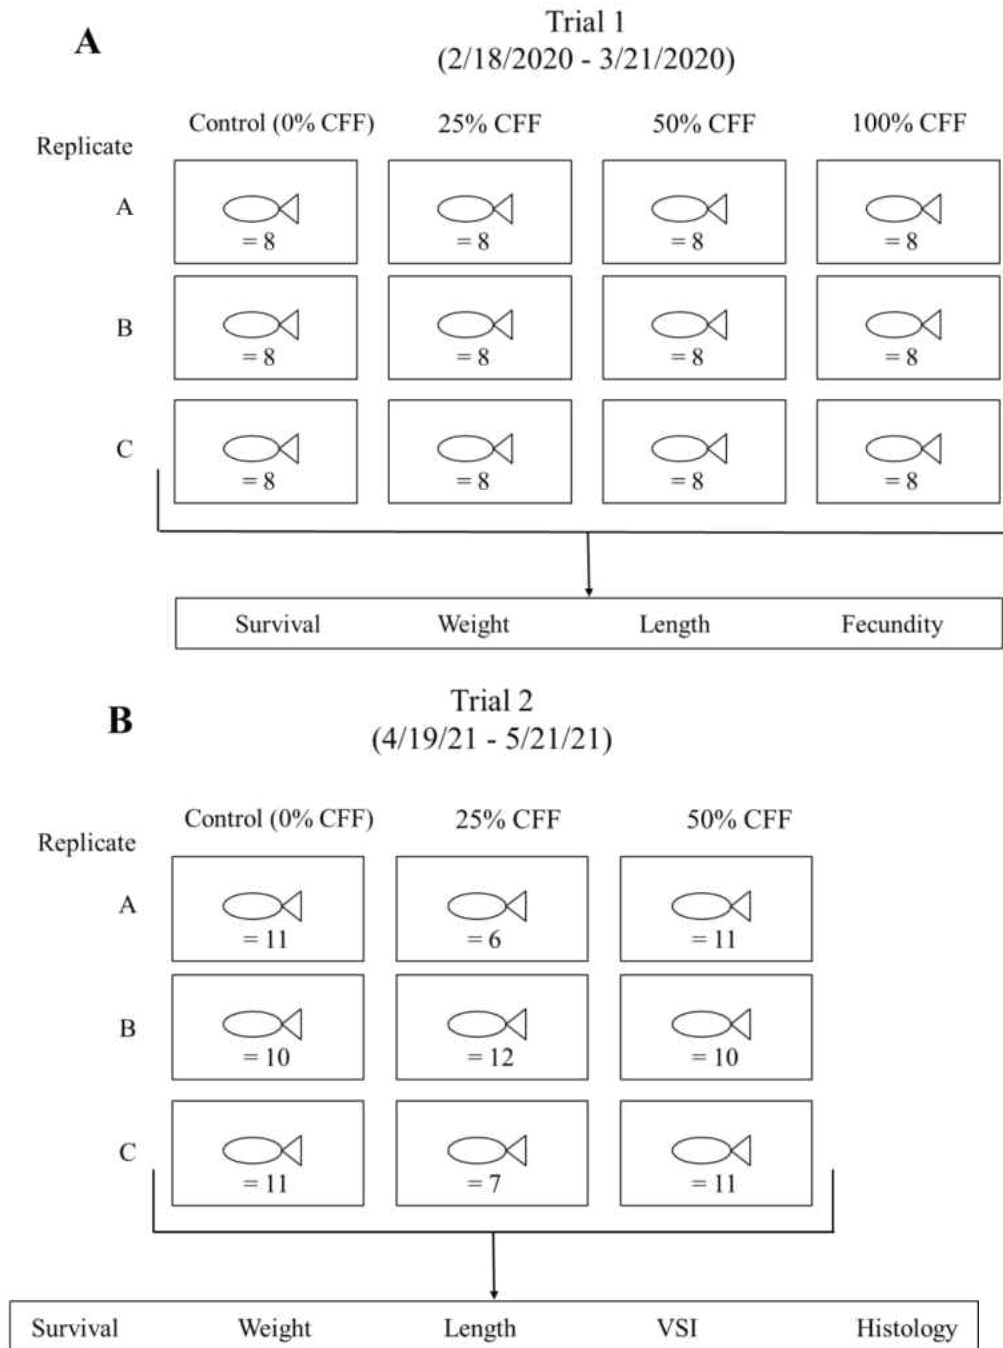 A
Trial 1
(2/18/2020 - 3/21/2020)
Control (0% CFF) 25% CFF 50% CFF 100% CFF
Replicate
A
= 8 = 8 = 8 = 8
B
= 8 = 8 = 8 = 8
C
= 8 = 8 = 8 = 8
Survival Weight Length Fecundity
B
Trial 2
(4/19/21 - 5/21/21)
Control (0% CFF) 25% CFF 50% CFF
Replicate
A
= 11 = 6 = 11
B
= 10 = 12 = 10
C
= 11 = 7 = 11
Survival Weight Length VSI Histology